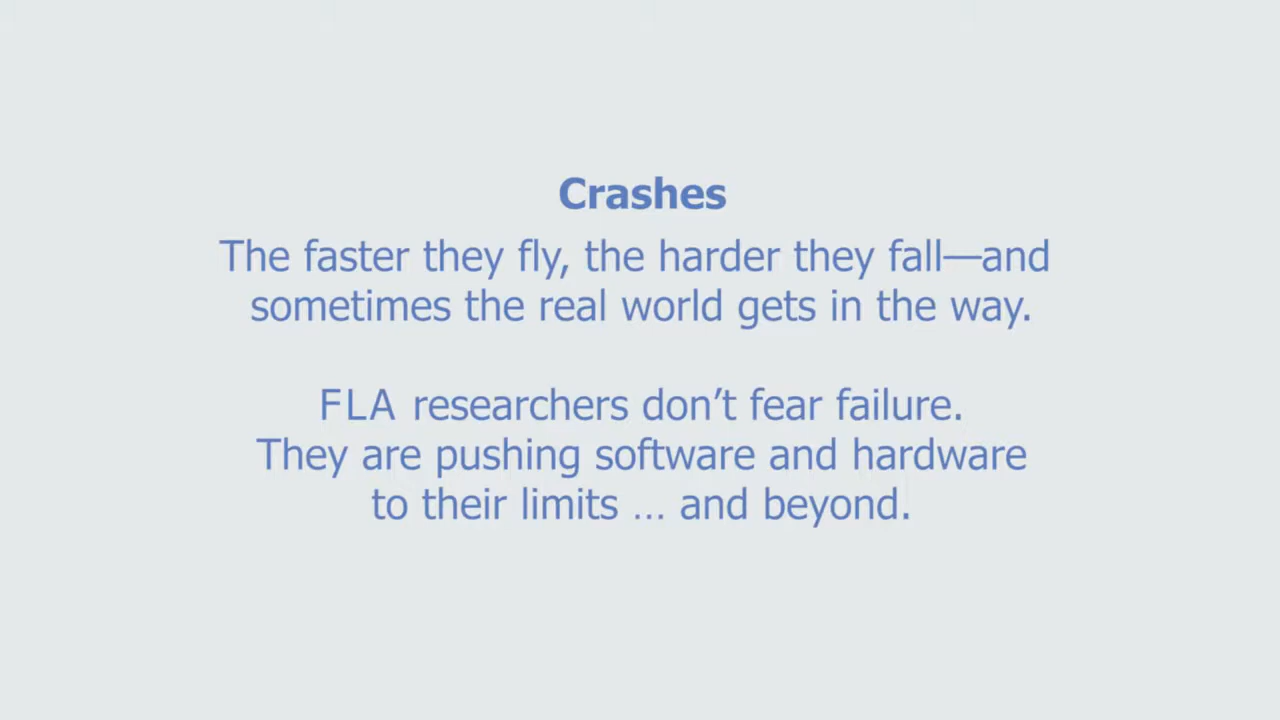 Crashes
The faster they fly, the harder they fall—and
sometimes the real world gets in the way.
FLA researchers don’t fear failure.
They are pushing software and hardware
to their limits … and beyond.